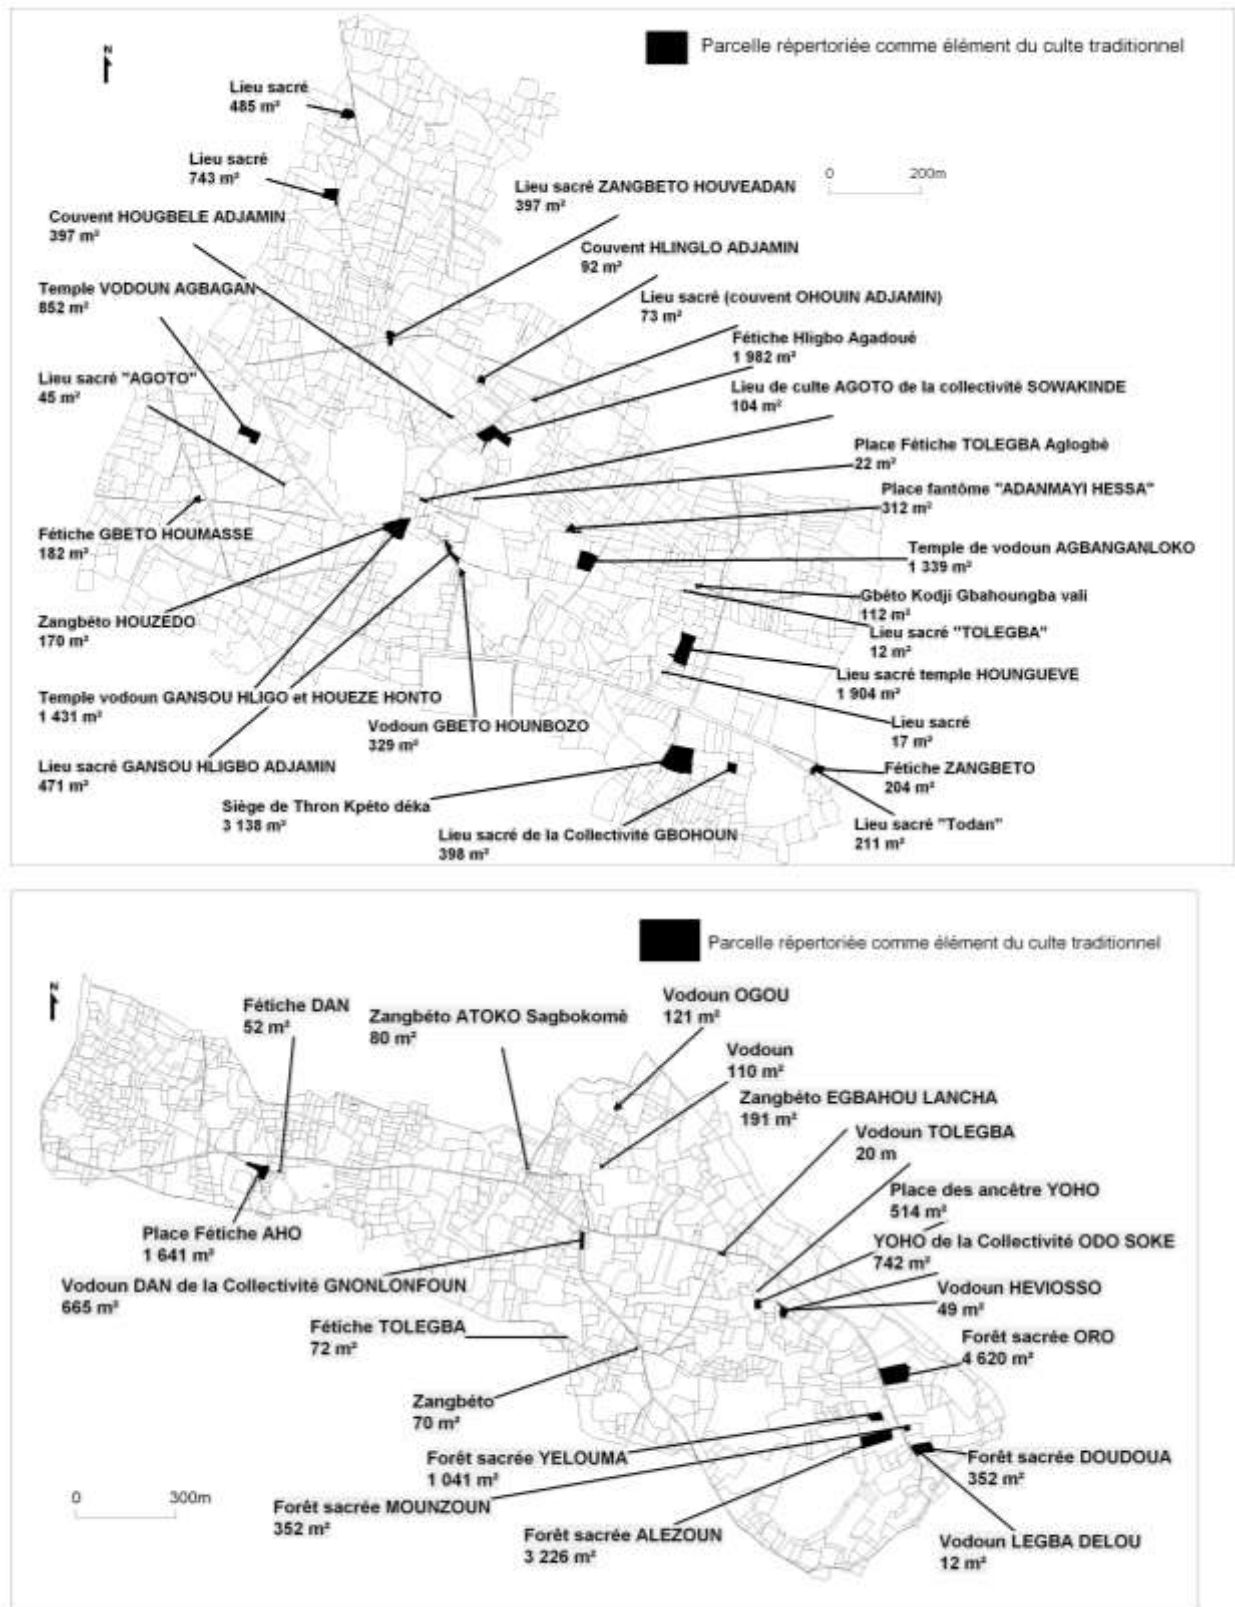 N
Parcelle répertoriée comme élément du culte traditionnel
0 200m
Lieu sacré
485 m²
Lieu sacré
743 m²
Lieu sacré ZANGBETO HOUVEADAN
397 m²
Couvent HOUGBELE ADJAMIN
397 m²
Couvent HLINGLO ADJAMIN
92 m²
Temple VODOUN AGBAGAN
852 m²
Lieu sacré (couvent OHOUIN ADJAMIN)
73 m²
Fétiche Hligbo Agadoué
1 982 m²
Lieu sacré "AGOTO"
45 m²
Lieu de culte AGOTO de la collectivité SOWAKINDE
104 m²
Place Fétiche TOLEGBA Aglogbè
22 m²
Place fantôme "ADANMAYI HESSA"
312 m²
Fétiche GBETO HOUMASSE
182 m²
Temple de vodoun AGBANGANLOKO
1 339 m²
Gbéto Kodji Gbahoungba vali
112 m²
Zangbéto HOUZEDO
170 m²
Lieu sacré "TOLEGBA"
12 m²
Lieu sacré temple HOUNGUEVE
1 904 m²
Temple vodoun GANSOU HLIGO et HOUEZE HONTO
1 431 m²
Vodoun GBETO HOUNBOZO
329 m²
Lieu sacré
17 m²
Lieu sacré GANSOU HLIGBO ADJAMIN
471 m²
Fétiche ZANGBETO
204 m²
Siège de Thron Kpéto déka
3 138 m²
Lieu sacré de la Collectivité GBOHOUN
398 m²
Lieu sacré "Todan"
211 m²
Parcelle répertoriée comme élément du culte traditionnel
N
Fétiche DAN
52 m²
Zangbéto ATOKO Sagbokomè
80 m²
Vodoun OGOU
121 m²
Vodoun
110 m²
Zangbéto EGBAHOU LANCHA
191 m²
Vodoun TOLEGBA
20 m
Place des ancêtre YOHO
514 m²
Place Fétiche AHO
1 641 m²
YOHO de la Collectivité ODO SOKE
742 m²
Vodoun DAN de la Collectivité GNONLONFOUN
665 m²
Vodoun HEVIOSSO
49 m²
Fétiche TOLEGBA
72 m²
Forêt sacrée ORO
4 620 m²
Zangbéto
70 m²
Forêt sacrée YELOUMA
1 041 m²
Forêt sacrée DOUDOUA
352 m²
0 300m
Forêt sacrée MOUNZOUN
352 m²
Forêt sacrée ALEZOUN
3 226 m²
Vodoun LEGBA DELOU
12 m²